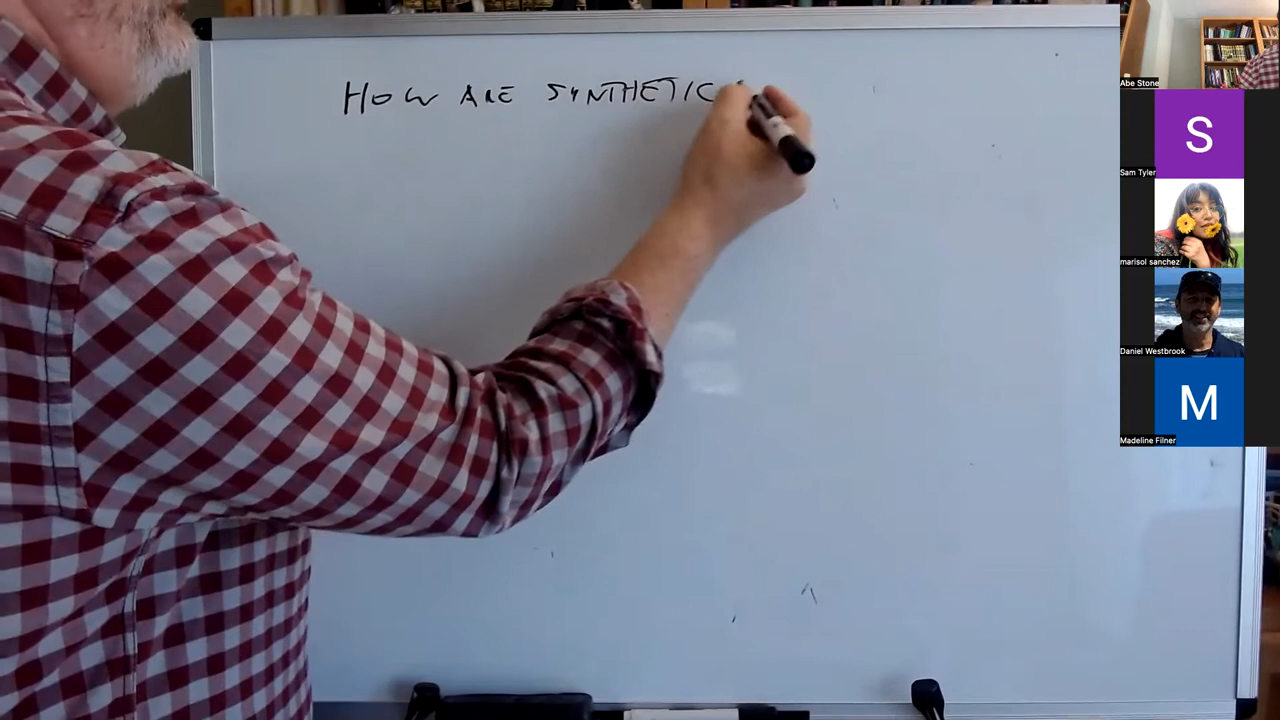 HOW ARE SYNTHETIC
Abe Stone
S
Sam Tyler
marisol sanchez
Daniel Westbrook
M
Madeline Filner